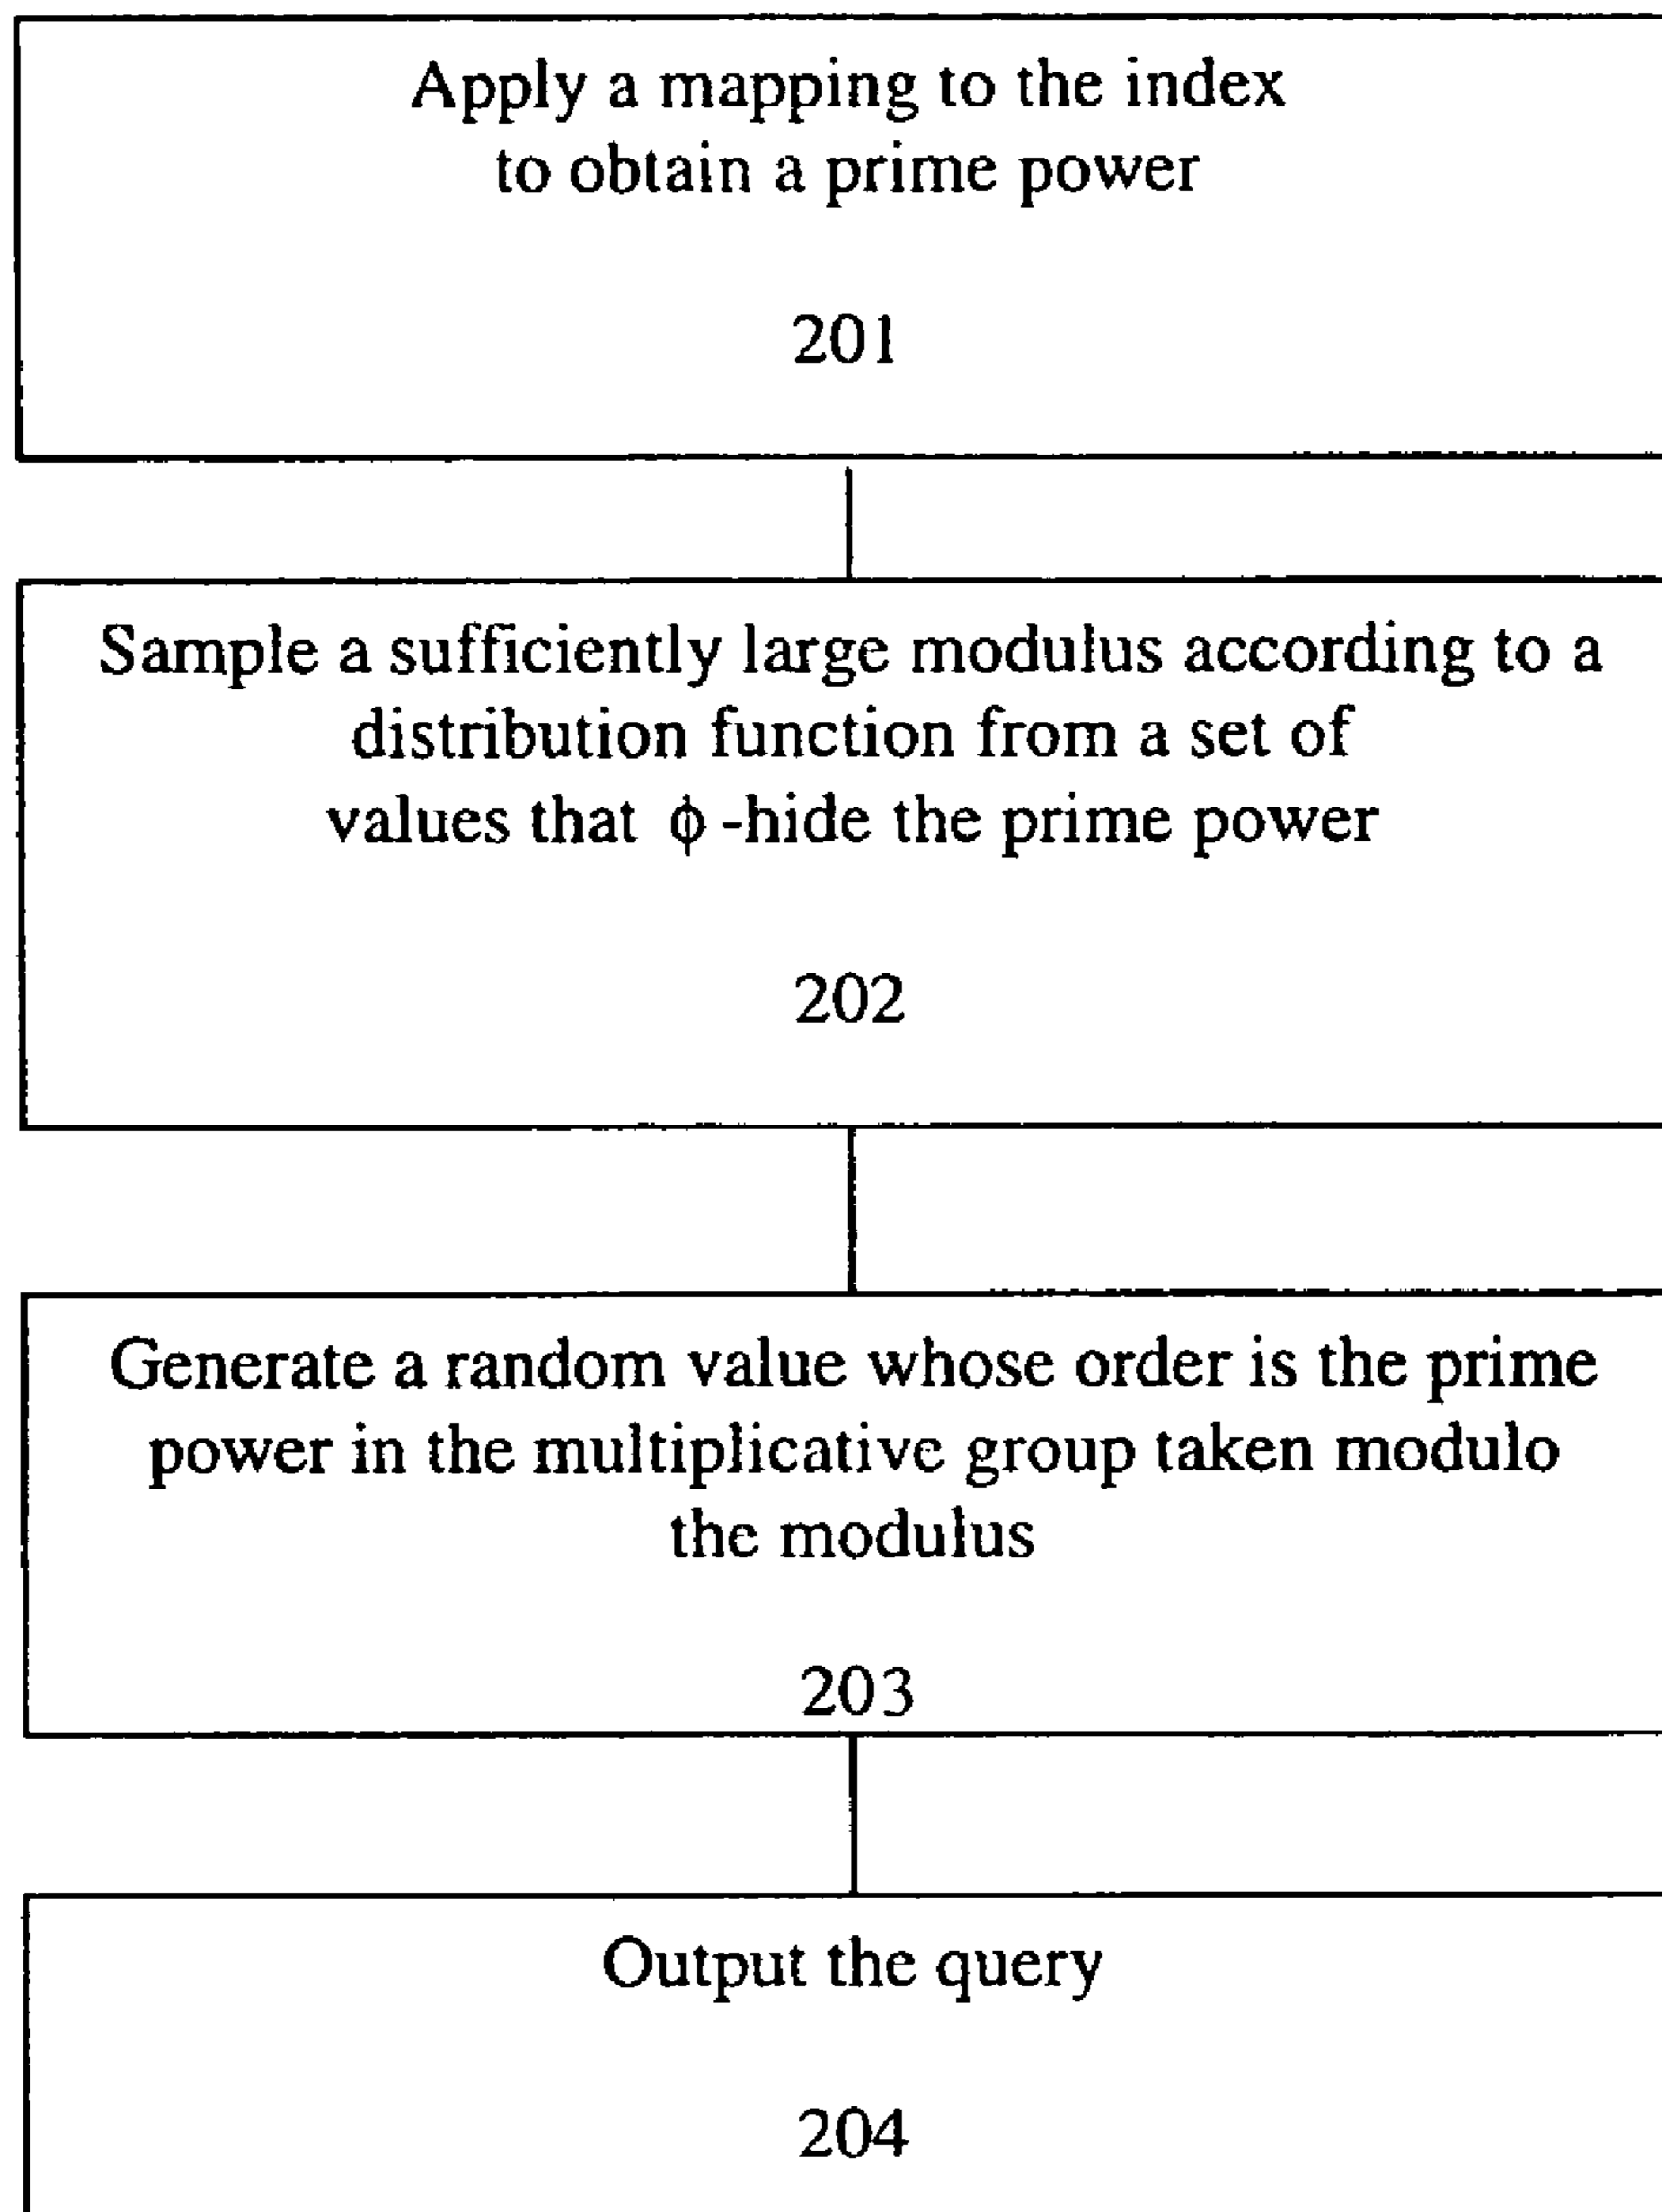 Apply a mapping to the index
to obtain a prime power
201
Sample a sufficiently large modulus according to a
distribution function from a set of
values that ϕ -hide the prime power
202
Generate a random value whose order is the prime
power in the multiplicative group taken modulo
the modulus
203
Output the query
204